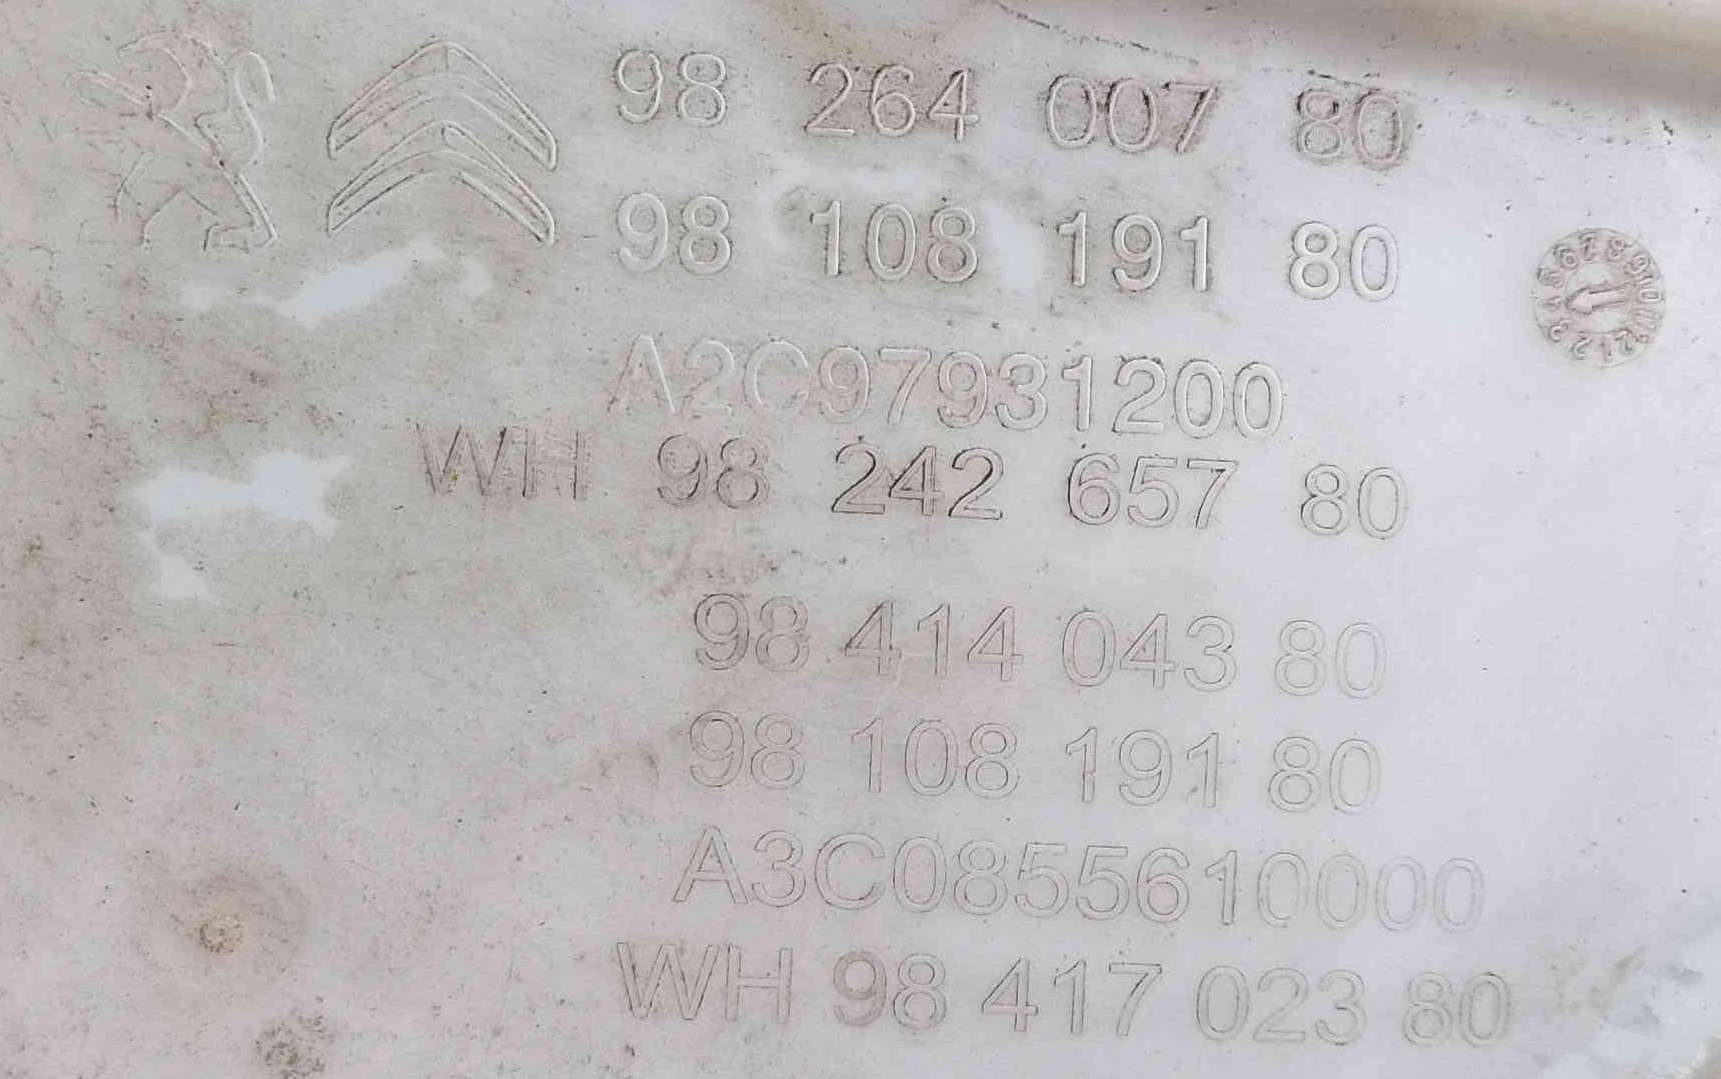 98 264 007 80
98 108 191 80
A2C97931200
WH 98 242 657 80
98 414 043 80
98 108 191 80
A3C0855610000
WH 98 417 023 80